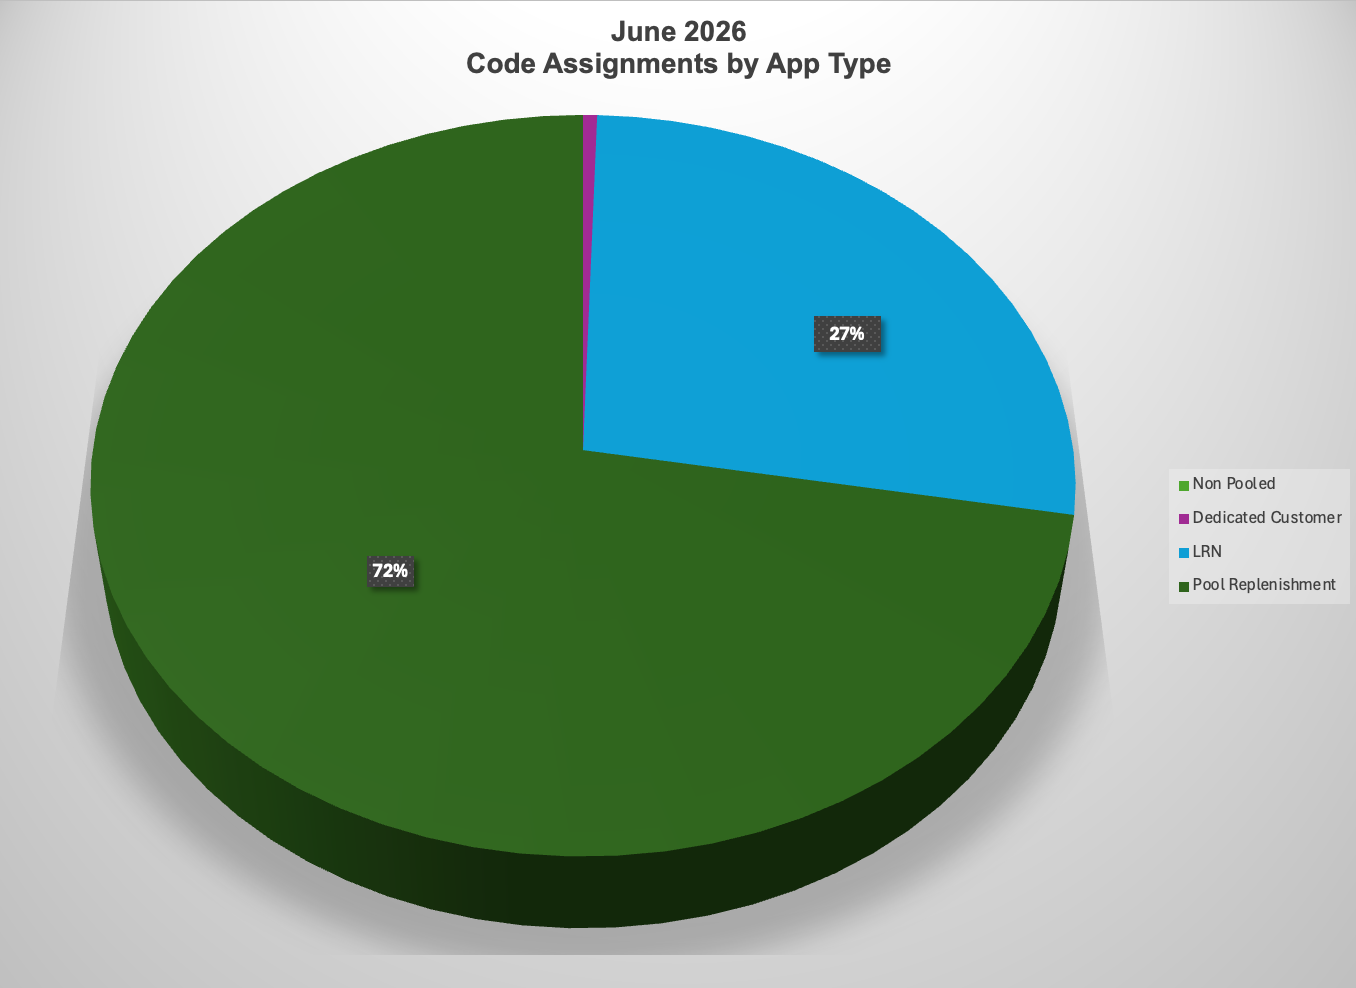 June 2026
Code Assignments by App Type
27%
72%
Non Pooled
Dedicated Customer
LRN
Pool Replenishment